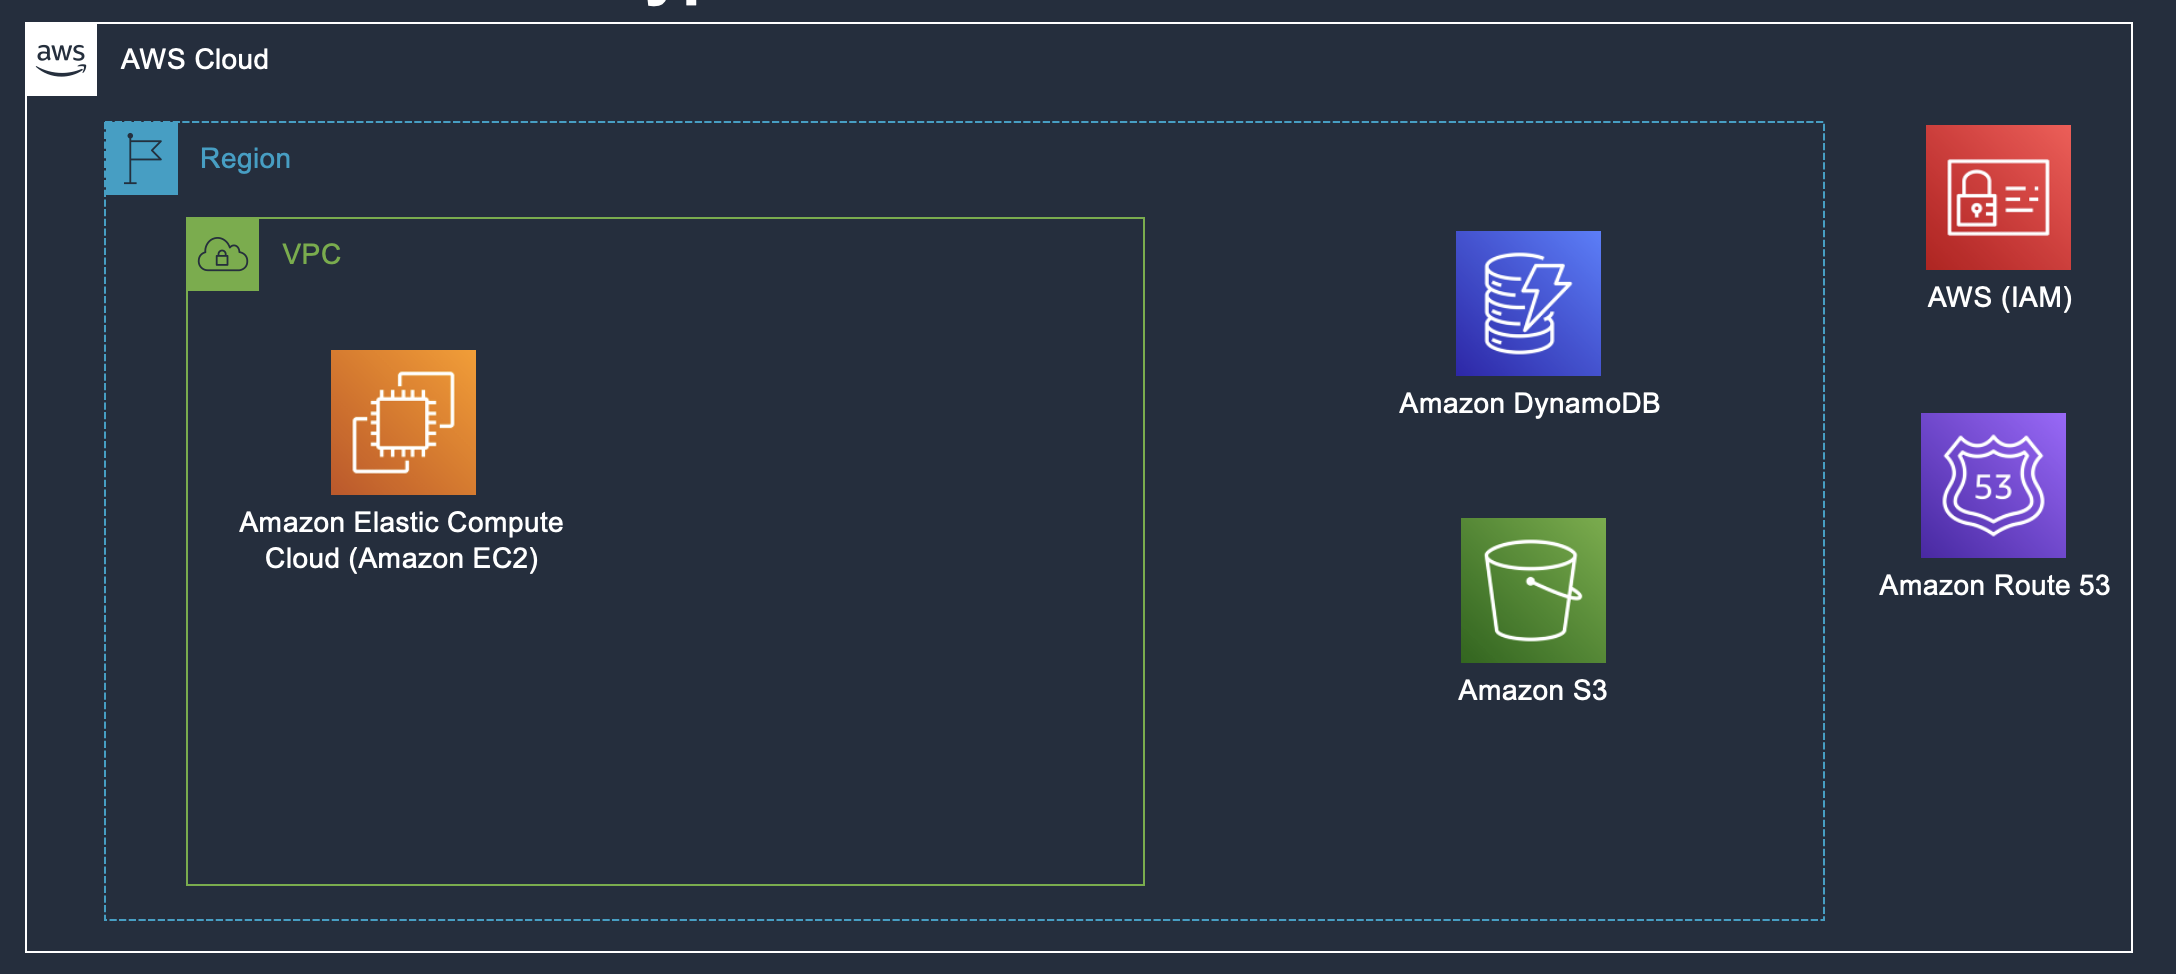 aws
AWS Cloud
Region
VPC
Amazon Elastic Compute
Cloud (Amazon EC2)
Amazon DynamoDB
Amazon S3
AWS (IAM)
53
Amazon Route 53